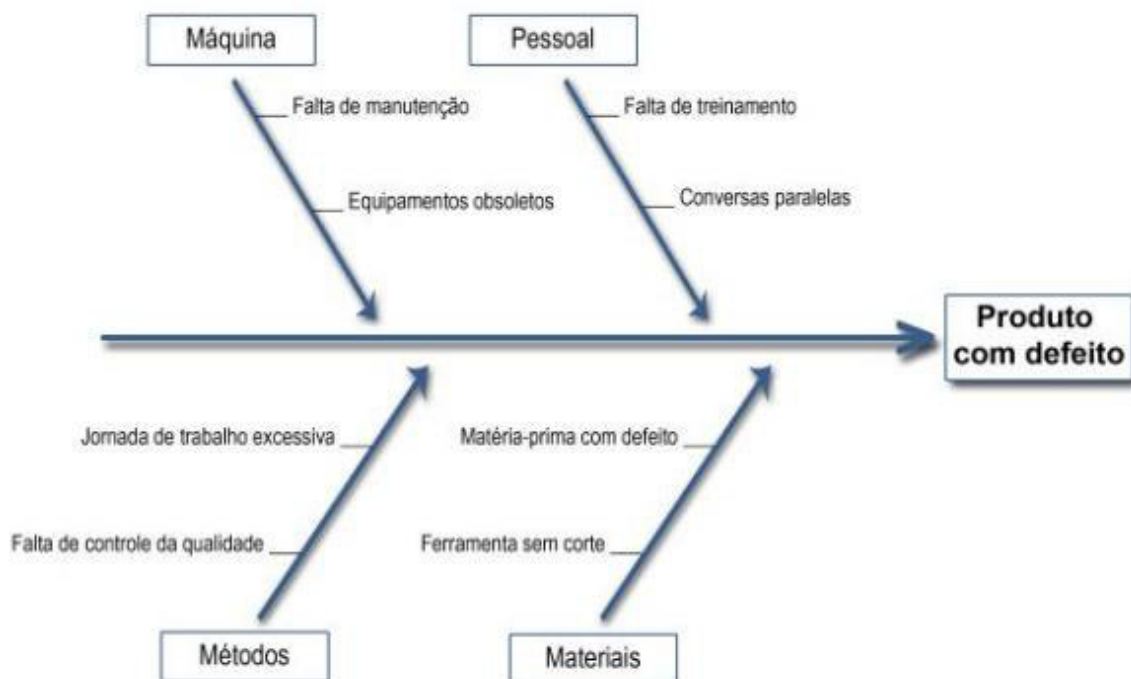 Máquina
Pessoal
Falta de manutenção
Falta de treinamento
Equipamentos obsoletos
Conversas paralelas
Produto
com defeito
Jornada de trabalho excessiva
Matéria-prima com defeito
Falta de controle da qualidade
Ferramenta sem corte
Métodos
Materiais